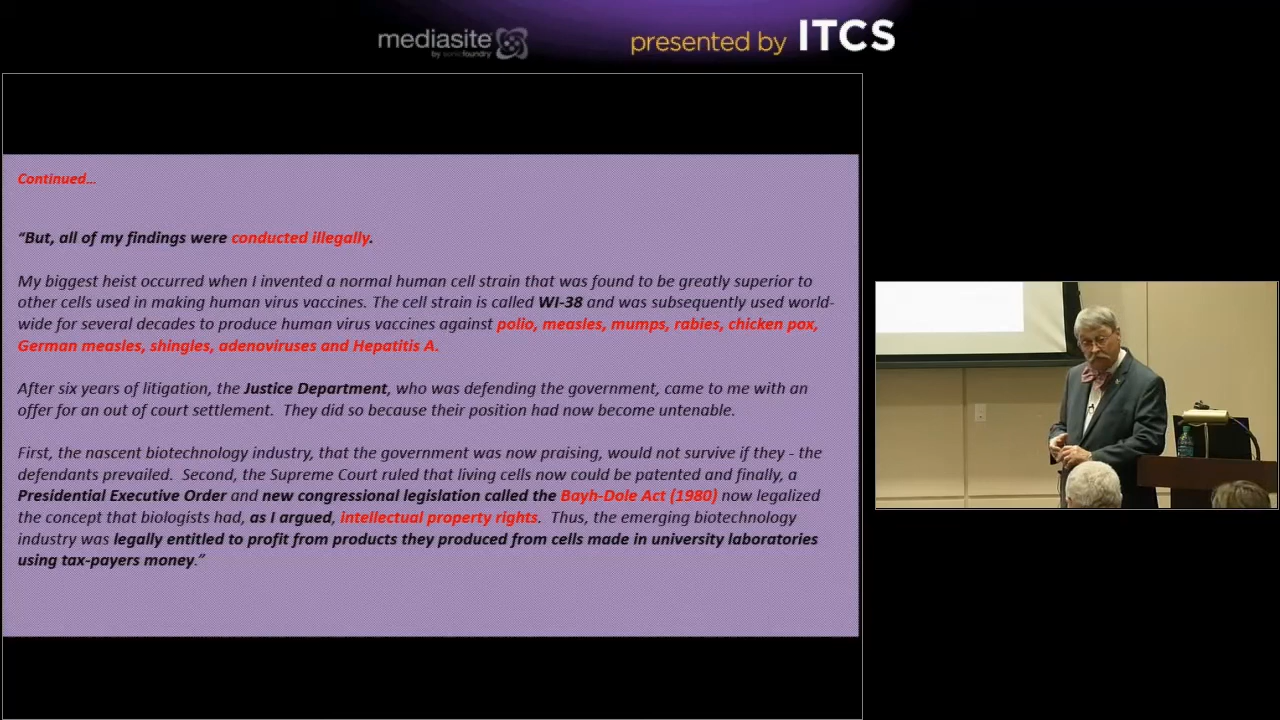 mediasite
by sonicfoundry
presented by ITCS
Continued...
“But, all of my findings were conducted illegally.
My biggest heist occurred when I invented a normal human cell strain that was found to be greatly superior to
other cells used in making human virus vaccines. The cell strain is called WI-38 and was subsequently used world-
wide for several decades to produce human virus vaccines against polio, measles, mumps, rabies, chicken pox,
German measles, shingles, adenoviruses and Hepatitis A.
After six years of litigation, the Justice Department, who was defending the government, came to me with an
offer for an out of court settlement. They did so because their position had now become untenable.
First, the nascent biotechnology industry, that the government was now praising, would not survive if they - the
defendants prevailed. Second, the Supreme Court ruled that living cells now could be patented and finally, a
Presidential Executive Order and new congressional legislation called the Bayh-Dole Act (1980) now legalized
the concept that biologists had, as I argued, intellectual property rights. Thus, the emerging biotechnology
industry was legally entitled to profit from products they produced from cells made in university laboratories
using tax-payers money.”